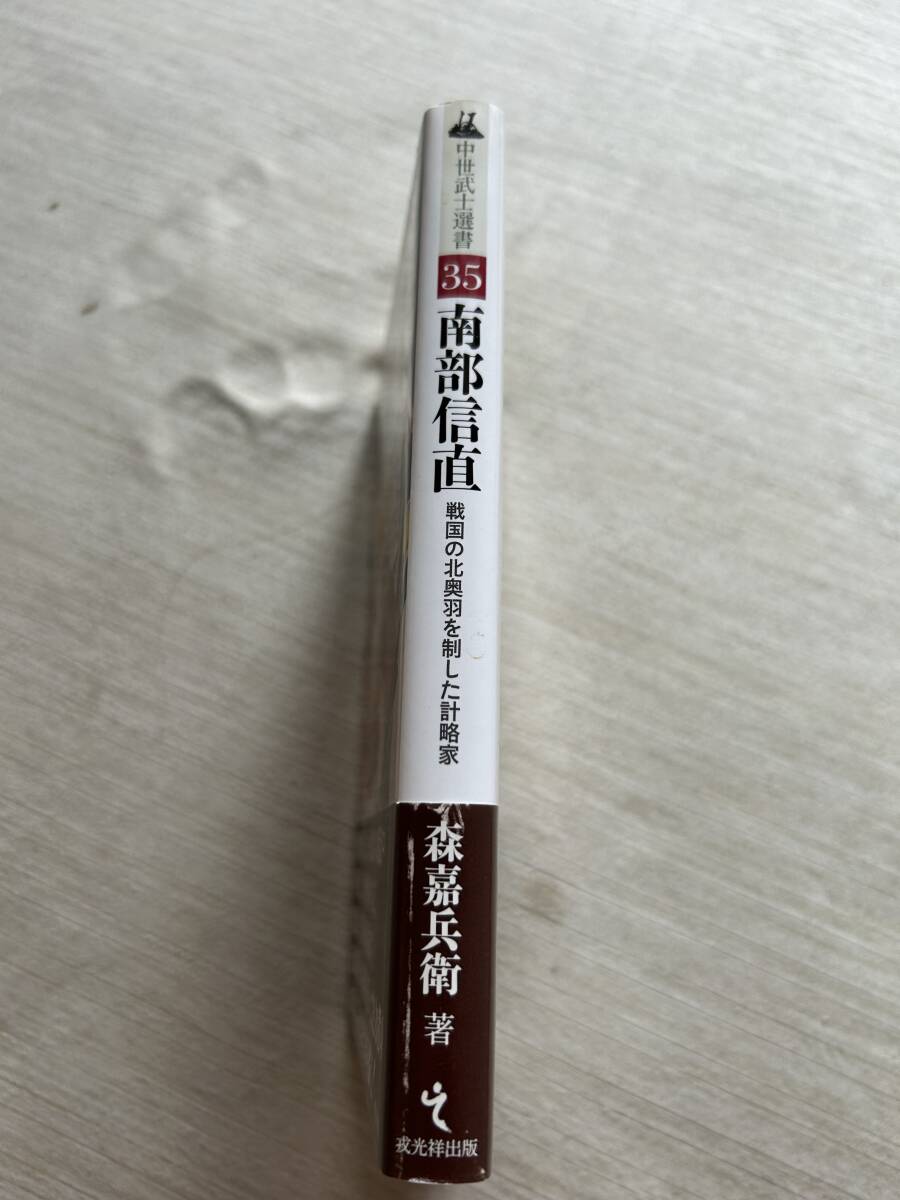 中世武士選書
35
南部信直
戦国の北奥羽を制した計略家
森嘉兵衛 著
戎光祥出版